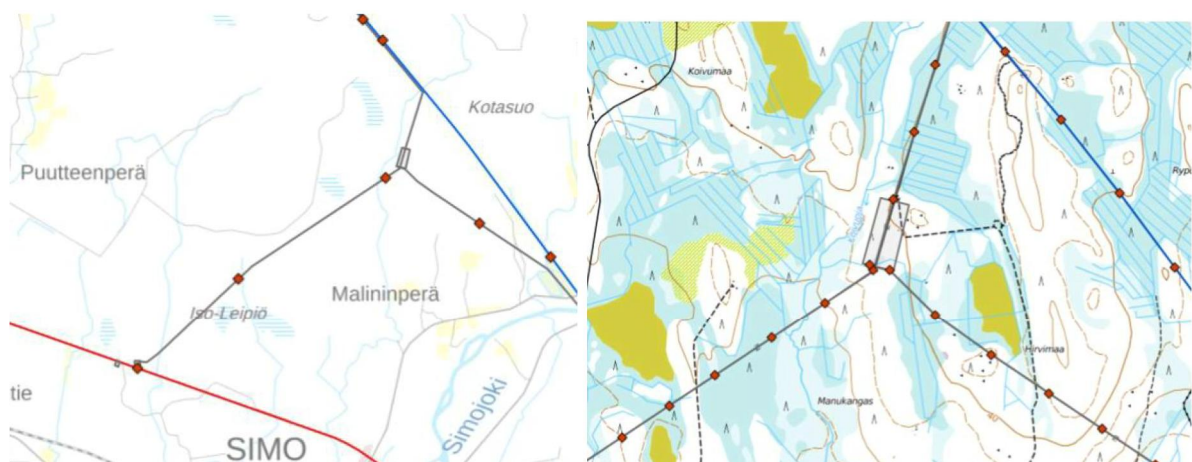 Kotasuo
Puutteenperä
Malininperä
Iso-Leipiö
tie
SIMO
Simojoki
Koivumaa
Hirvimaa
Manukangas